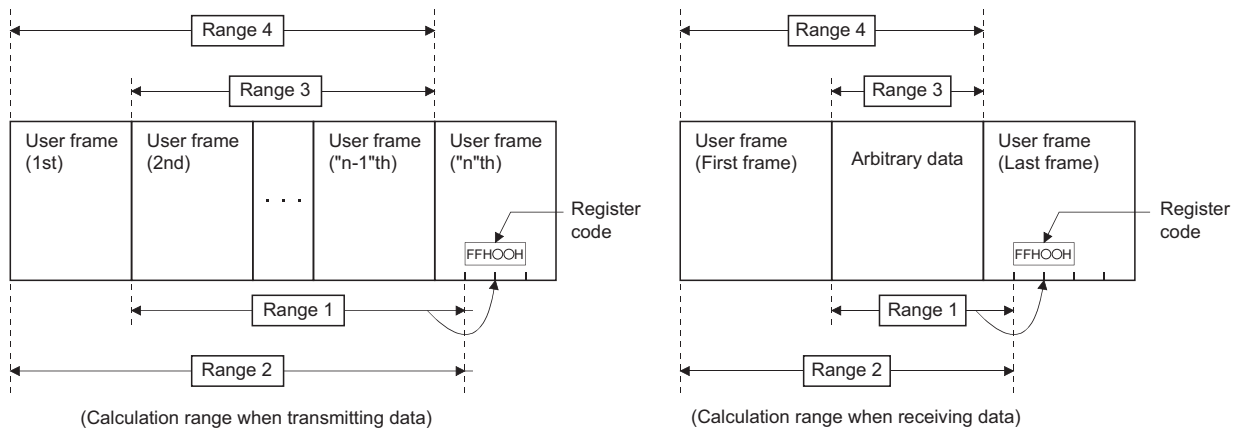 Range 4
Range 3
User frame
(1st)
User frame
(2nd)
. . .
User frame
("n-1"th)
User frame
("n"th)
Register
code
FFH○○H
Range 1
Range 2
(Calculation range when transmitting data)
Range 4
Range 3
User frame
(First frame)
Arbitrary data
User frame
(Last frame)
Register
code
FFH○○H
Range 1
Range 2
(Calculation range when receiving data)